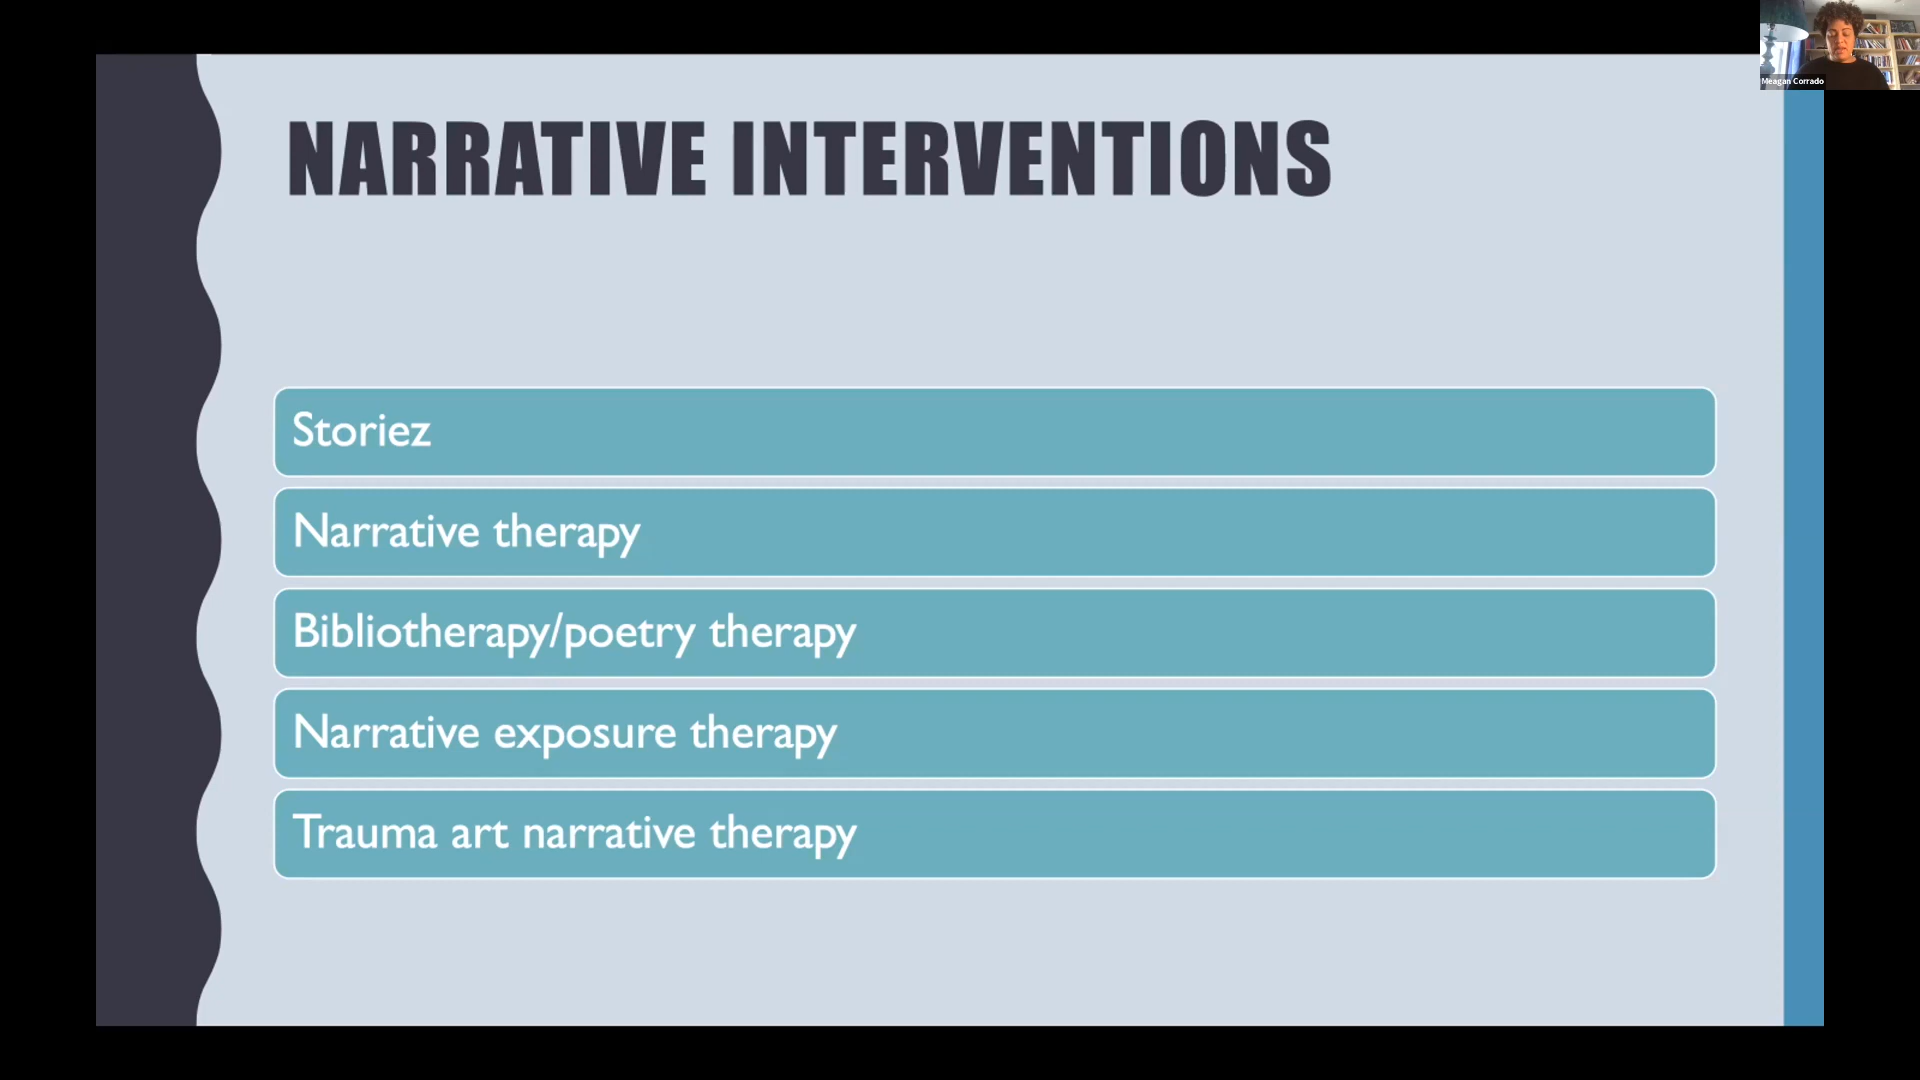 Meagan Corrado
NARRATIVE INTERVENTIONS
Storiez
Narrative therapy
Bibliotherapy/poetry therapy
Narrative exposure therapy
Trauma art narrative therapy